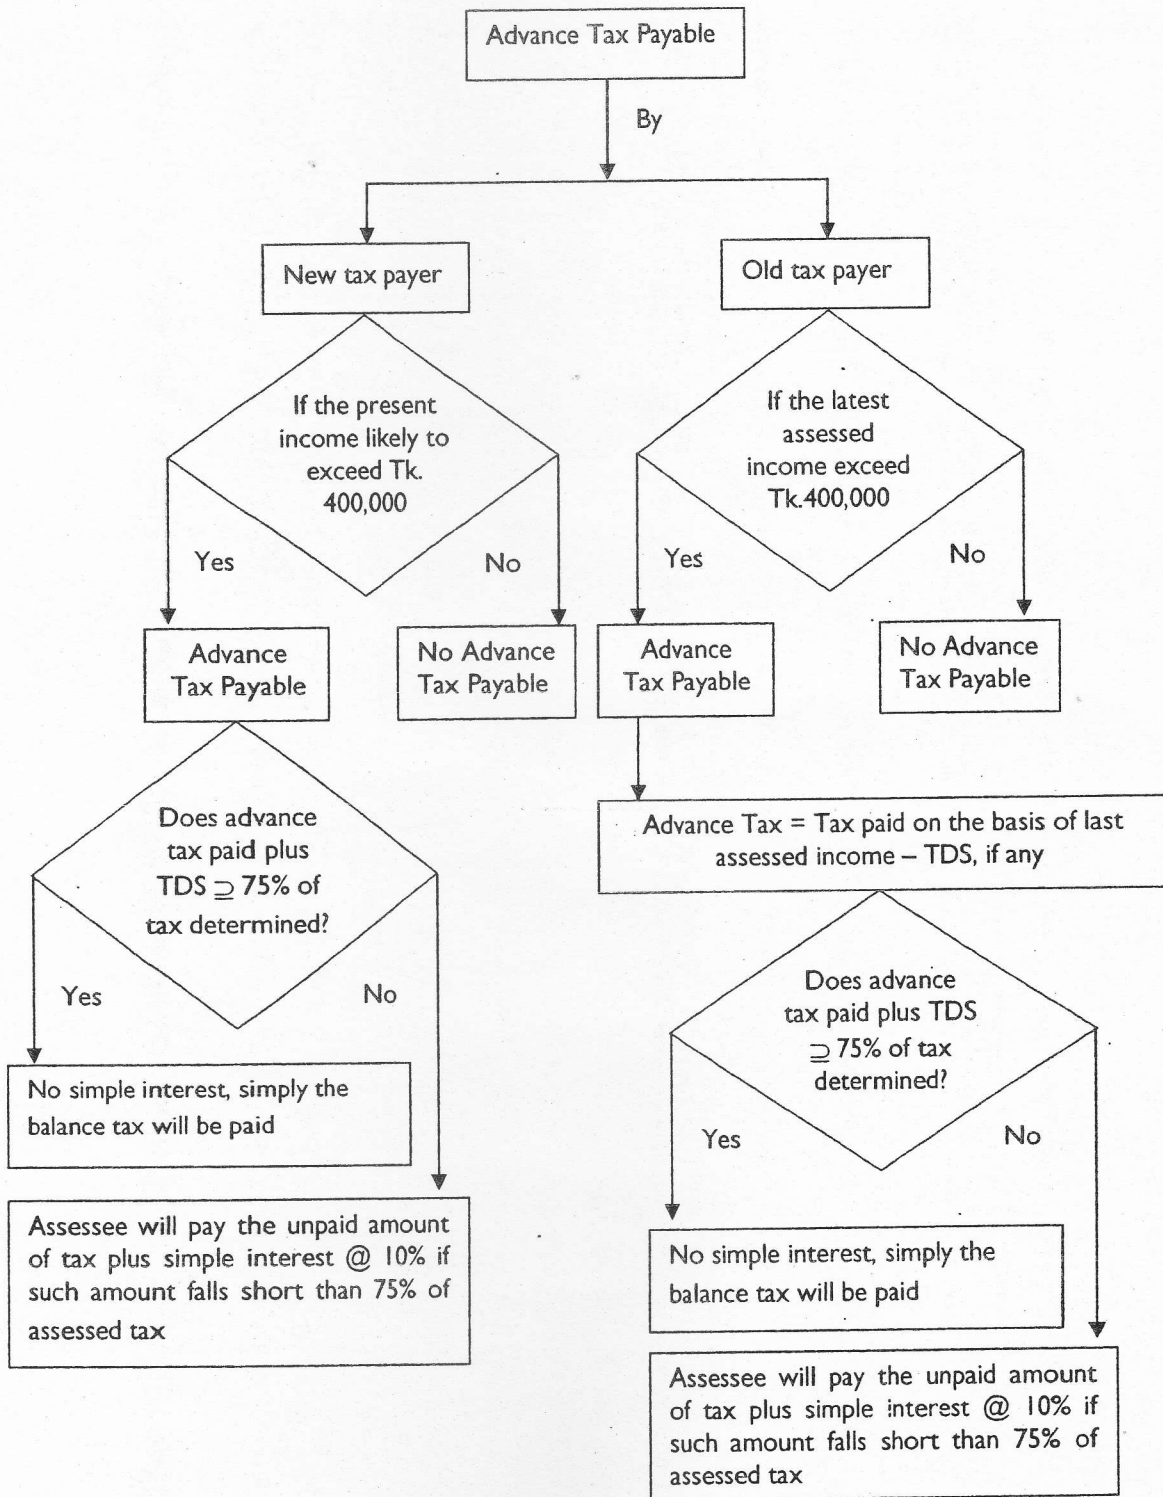 Advance Tax Payable
By
New tax payer
Old tax payer
If the present
income likely to
exceed Tk.
400,000
If the latest
assessed
income exceed
Tk.400,000
Yes
No
Yes
No
Advance
Tax Payable
No Advance
Tax Payable
Advance
Tax Payable
No Advance
Tax Payable
Does advance
tax paid plus
TDS ⊇ 75% of
tax determined?
Advance Tax = Tax paid on the basis of last
assessed income – TDS, if any
Yes
No
Does advance
tax paid plus TDS
⊇ 75% of tax
determined?
No simple interest, simply the
balance tax will be paid
Yes
No
Assessee will pay the unpaid amount
of tax plus simple interest @ 10% if
such amount falls short than 75% of
assessed tax
No simple interest, simply the
balance tax will be paid
Assessee will pay the unpaid amount
of tax plus simple interest @ 10% if
such amount falls short than 75% of
assessed tax